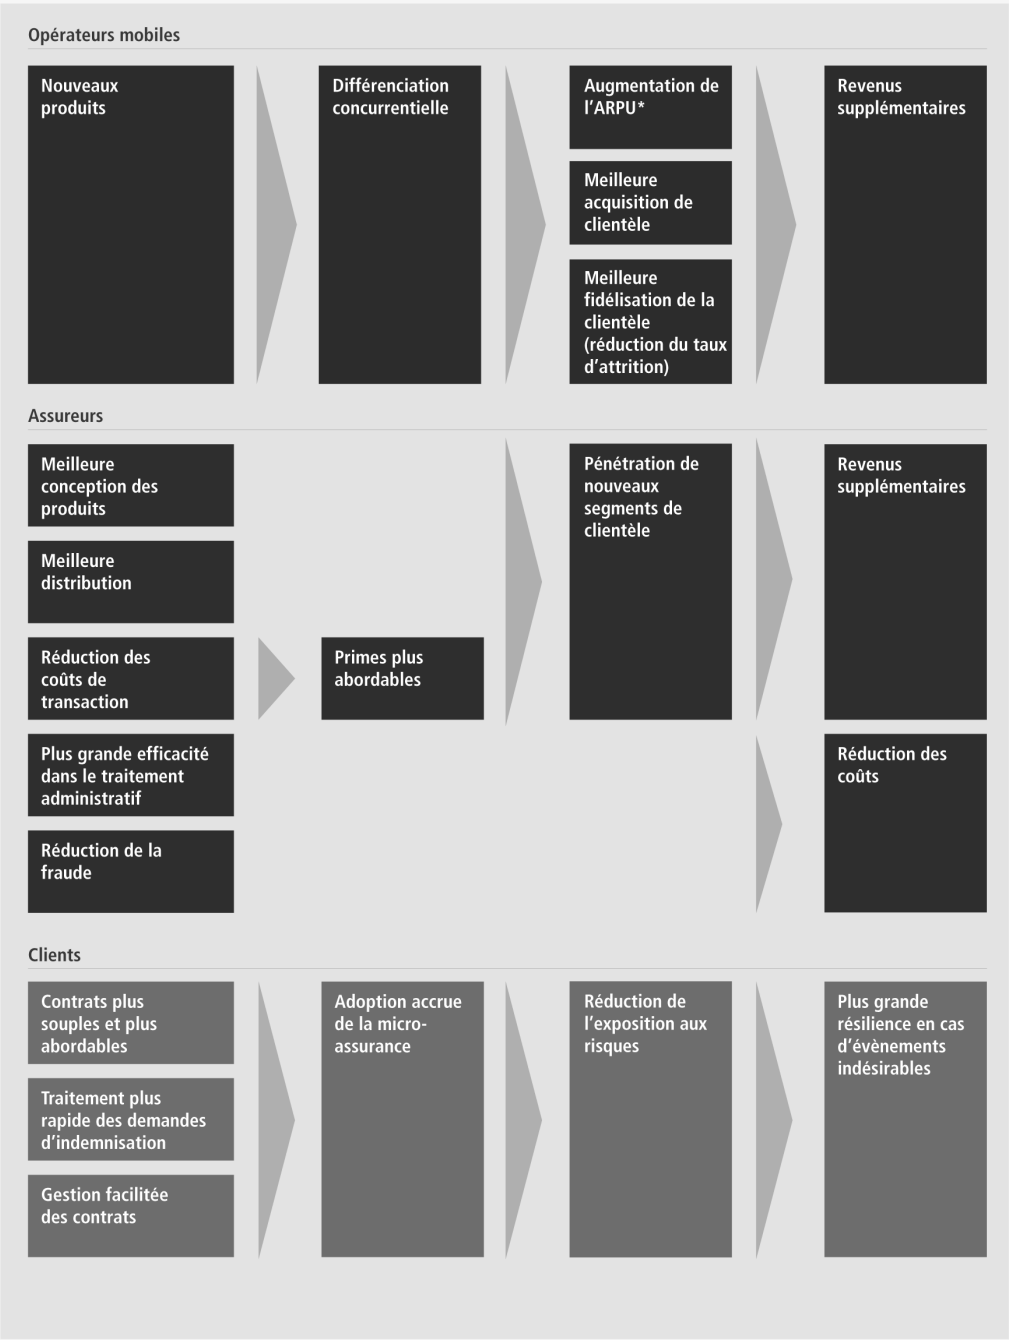 Opérateurs mobiles
Nouveaux
produits
Différenciation
concurrentielle
Augmentation de
l’ARPU*
Meilleure
acquisition de
clientèle
Meilleure
fidélisation de la
clientèle
(réduction du taux
d’attrition)
Revenus
supplémentaires
Assureurs
Meilleure
conception des
produits
Meilleure
distribution
Réduction des
coûts de
transaction
Plus grande efficacité
dans le traitement
administratif
Réduction de la
fraude
Primes plus
abordables
Pénétration de
nouveaux
segments de
clientèle
Revenus
supplémentaires
Réduction des
coûts
Clients
Contrats plus
souples et plus
abordables
Traitement plus
rapide des demandes
d’indemnisation
Gestion facilitée
des contrats
Adoption accrue
de la micro-
assurance
Réduction de
l’exposition aux
risques
Plus grande
résilience en cas
d’évènements
indésirables